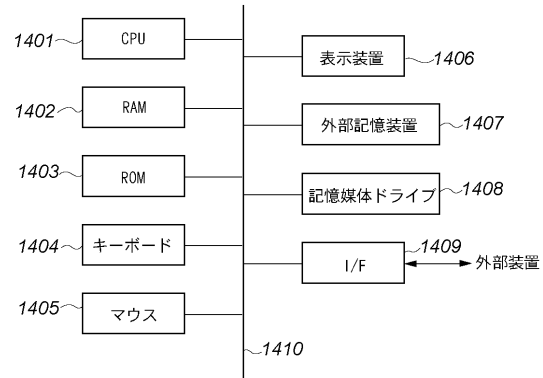 1401
CPU
1402
RAM
1403
ROM
1404
キーボード
1405
マウス
表示装置
1406
外部記憶装置
1407
記憶媒体ドライブ
1408
I/F
1409
外部装置
1410